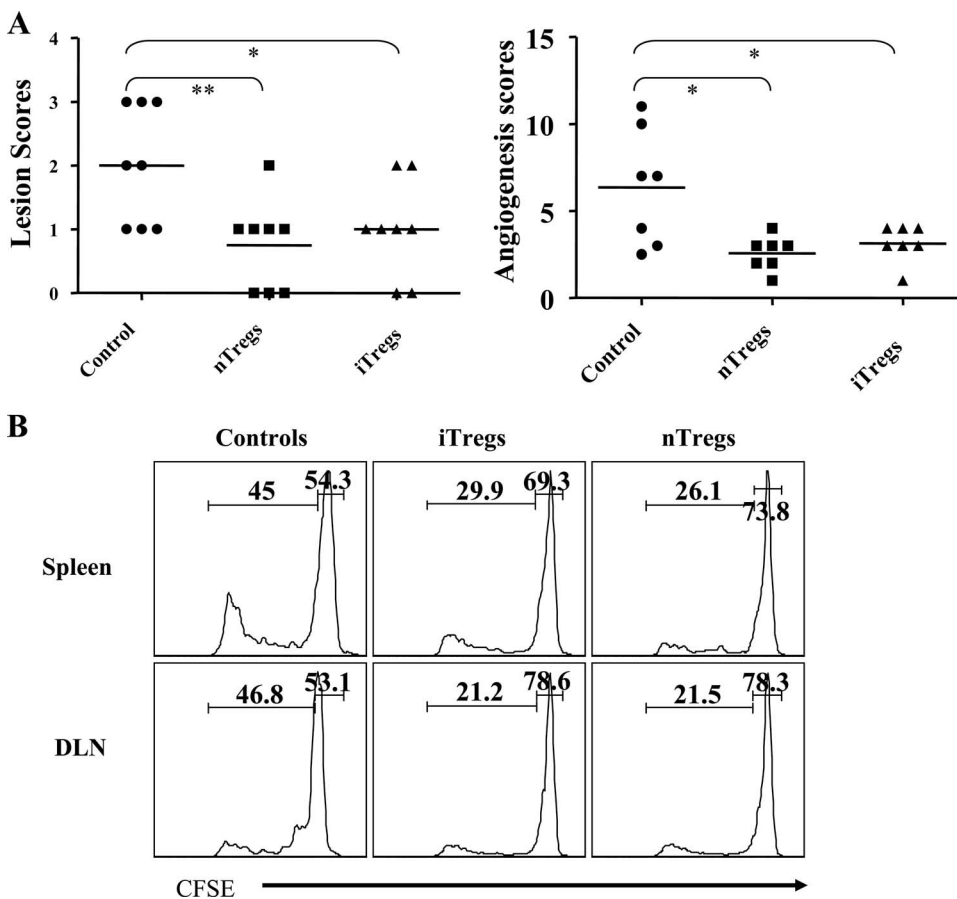 A
Lesion Scores
4
3
2
1
0
*
**
Control
nTregs
iTregs
Angiogenesis scores
15
10
5
0
*
*
Control
nTregs
iTregs
B
Controls iTregs nTregs
Spleen
45 54.3
29.9 69.3
26.1 73.8
DLN
46.8 53.1
21.2 78.6
21.5 78.3
CFSE